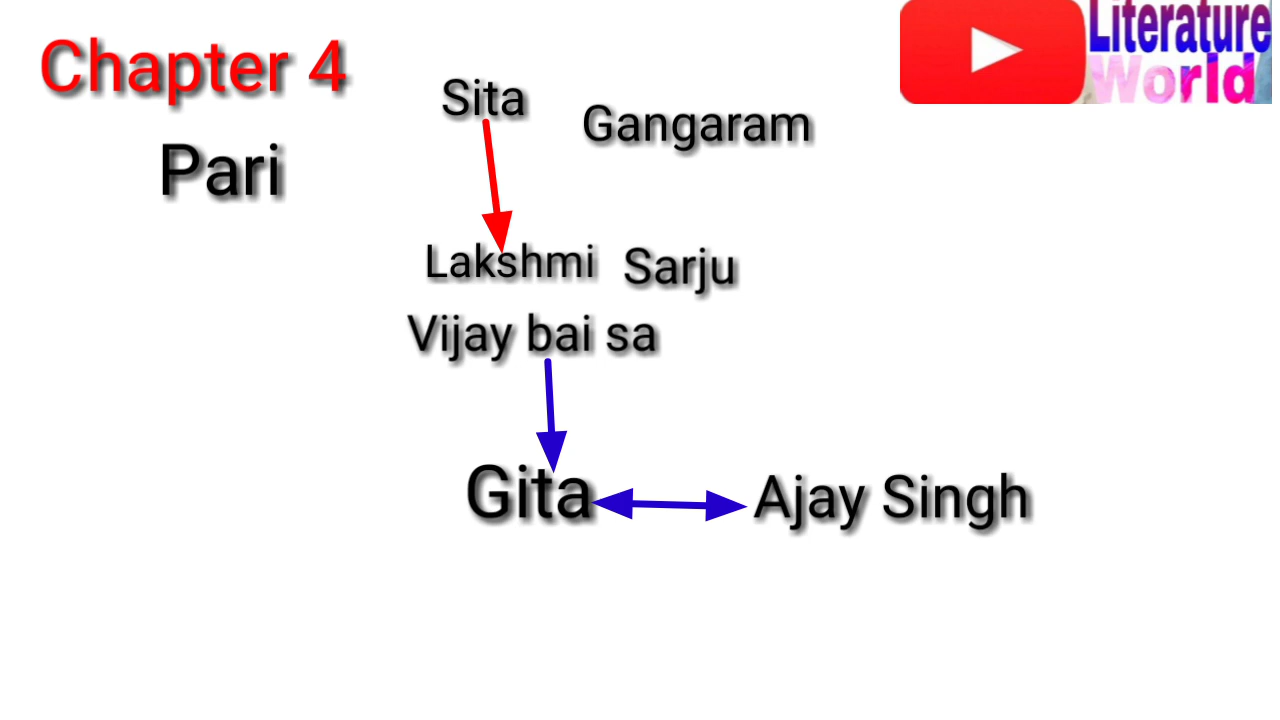 Chapter 4
Pari
Sita
Gangaram
Lakshmi
Sarju
Vijay bai sa
Gita
Ajay Singh
Literature
World